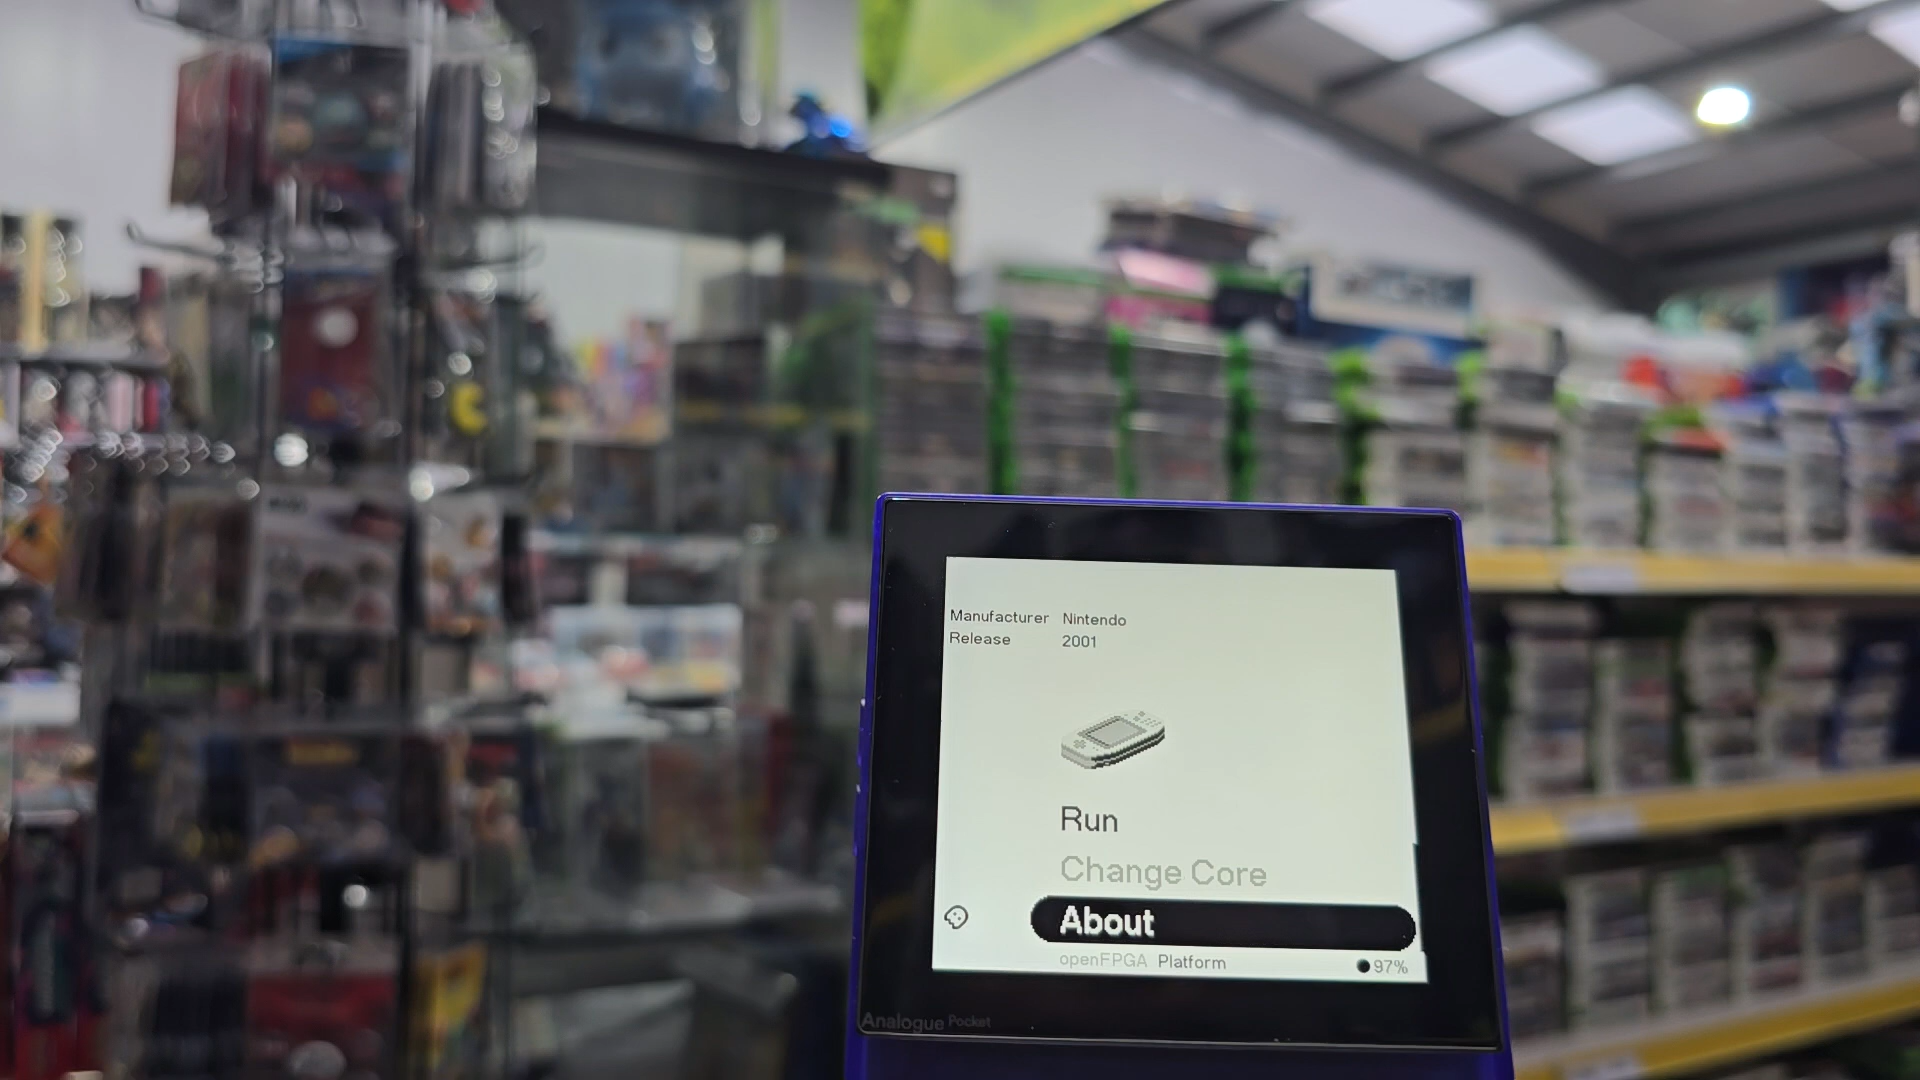 Manufacturer Nintendo
Release 2001
Run
Change Core
About
openFPGA Platform 97%
Analogue Pocket